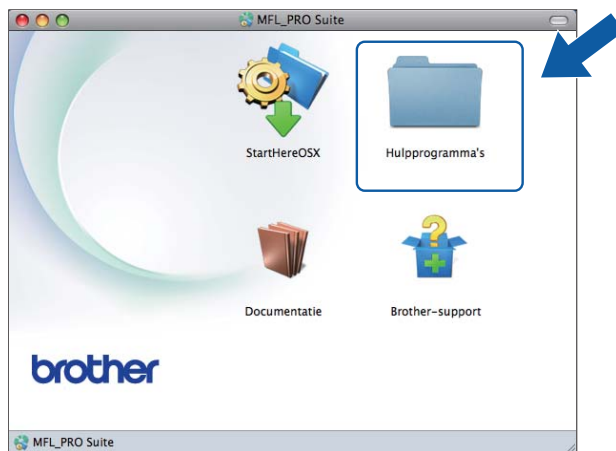 MFL_PRO Suite
StartHereOSX
Hulpprogramma's
Documentatie
Brother-support
brother
MFL_PRO Suite